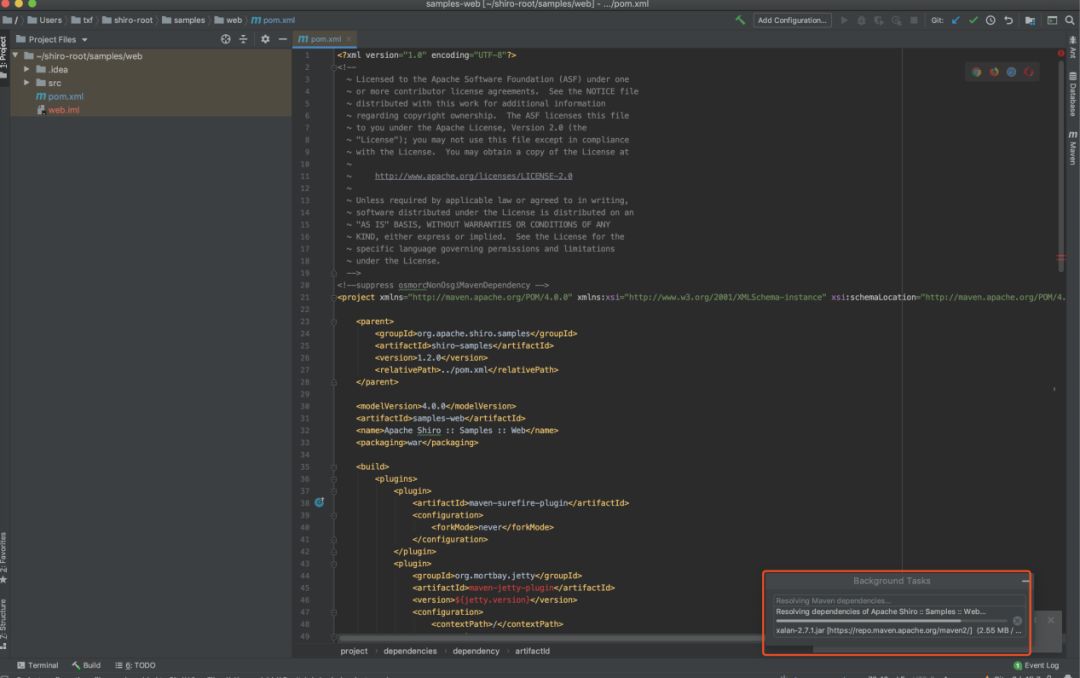 samples-web [~/shiro-root/samples/web] - .../pom.xml
/ Users txf shiro-root samples web pom.xml
Add Configuration...
Git:
Project Files
pom.xml
1: Project
~/shiro-root/samples/web
.idea
src
pom.xml
web.iml
Ant
Database
Maven
2: Favorites
Z: Structure
1 <?xml version="1.0" encoding="UTF-8"?>
2 <!--
3 ~ Licensed to the Apache Software Foundation (ASF) under one
4 ~ or more contributor license agreements. See the NOTICE file
5 ~ distributed with this work for additional information
6 ~ regarding copyright ownership. The ASF licenses this file
7 ~ to you under the Apache License, Version 2.0 (the
8 ~ "License"); you may not use this file except in compliance
9 ~ with the License. You may obtain a copy of the License at
10 ~
11 ~ http://www.apache.org/licenses/LICENSE-2.0
12 ~
13 ~ Unless required by applicable law or agreed to in writing,
14 ~ software distributed under the License is distributed on an
15 ~ "AS IS" BASIS, WITHOUT WARRANTIES OR CONDITIONS OF ANY
16 ~ KIND, either express or implied. See the License for the
17 ~ specific language governing permissions and limitations
18 ~ under the License.
19 -->
20 <!--suppress osmorcNonOsgiMavenDependency -->
21 <project xmlns="http://maven.apache.org/POM/4.0.0" xmlns:xsi="http://www.w3.org/2001/XMLSchema-instance" xsi:schemaLocation="http://maven.apache.org/POM/4.
22
23 <parent>
24 <groupId>org.apache.shiro.samples</groupId>
25 <artifactId>shiro-samples</artifactId>
26 <version>1.2.0</version>
27 <relativePath>../pom.xml</relativePath>
28 </parent>
29
30 <modelVersion>4.0.0</modelVersion>
31 <artifactId>samples-web</artifactId>
32 <name>Apache Shiro :: Samples :: Web</name>
33 <packaging>war</packaging>
34
35 <build>
36 <plugins>
37 <plugin>
38 <artifactId>maven-surefire-plugin</artifactId>
39 <configuration>
40 <forkMode>never</forkMode>
41 </configuration>
42 </plugin>
43 <plugin>
44 <groupId>org.mortbay.jetty</groupId>
45 <artifactId>maven-jetty-plugin</artifactId>
46 <version>${jetty.version}</version>
47 <configuration>
48 <contextPath>/</contextPath>
49
Background Tasks
Resolving Maven dependencies...
Resolving dependencies of Apache Shiro :: Samples :: Web...
xalan-2.7.1.jar [https://repo.maven.apache.org/maven2/] (2.55 MB / ...
project dependencies dependency artifactId
Terminal Build 6: TODO
1 Event Log